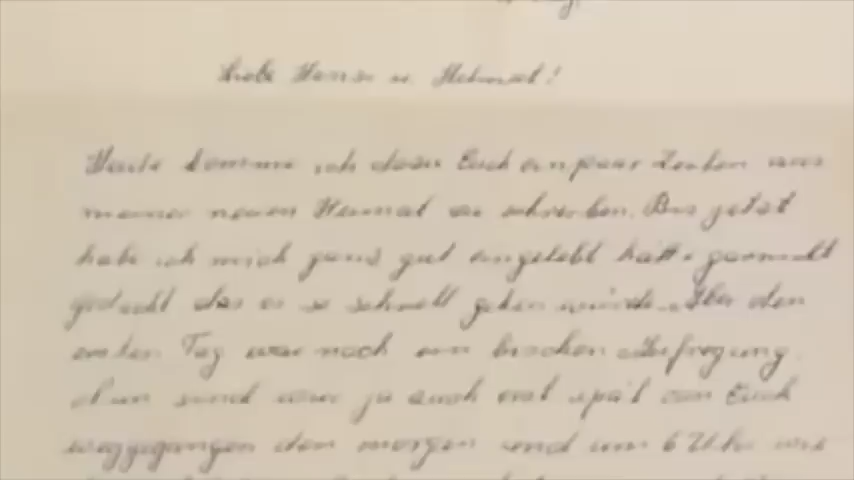 Liebe Hansi u. Helmut!
Heute komme ich dazu Euch ein paar Zeilen aus
meiner neuen Heimat zu schreiben. Bis jetzt
habe ich mich ganz gut eingelebt hätte garnicht
gedacht das es so schnell gehen würde. Aber den
ersten Tag war noch ein bischen Aufregung.
sind wir ja auch erst spät von Euch
weggegangen den morgen und um 6 Uhr